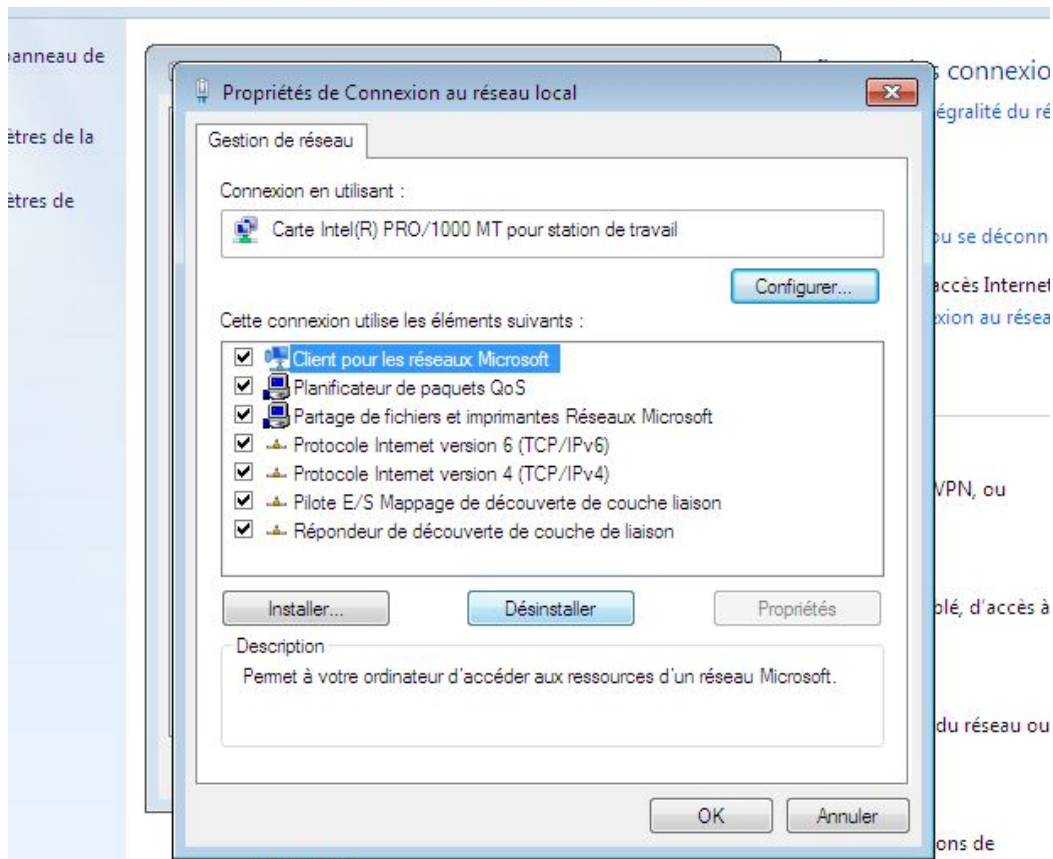 panneau de
ètres de la
ètres de
Propriétés de Connexion au réseau local
Gestion de réseau
Connexion en utilisant :
Carte Intel(R) PRO/1000 MT pour station de travail
Configurer...
Cette connexion utilise les éléments suivants :
Client pour les réseaux Microsoft
Planificateur de paquets QoS
Partage de fichiers et imprimantes Réseaux Microsoft
Protocole Internet version 6 (TCP/IPv6)
Protocole Internet version 4 (TCP/IPv4)
Pilote E/S Mappage de découverte de couche liaison
Répondeur de découverte de couche de liaison
Installer...
Désinstaller
Propriétés
Description
Permet à votre ordinateur d'accéder aux ressources d'un réseau Microsoft.
OK
Annuler
s connexio
égralité du ré
ou se déconn
accès Internet
xion au résea
VPN, ou
blé, d'accès à
du réseau ou
ons de